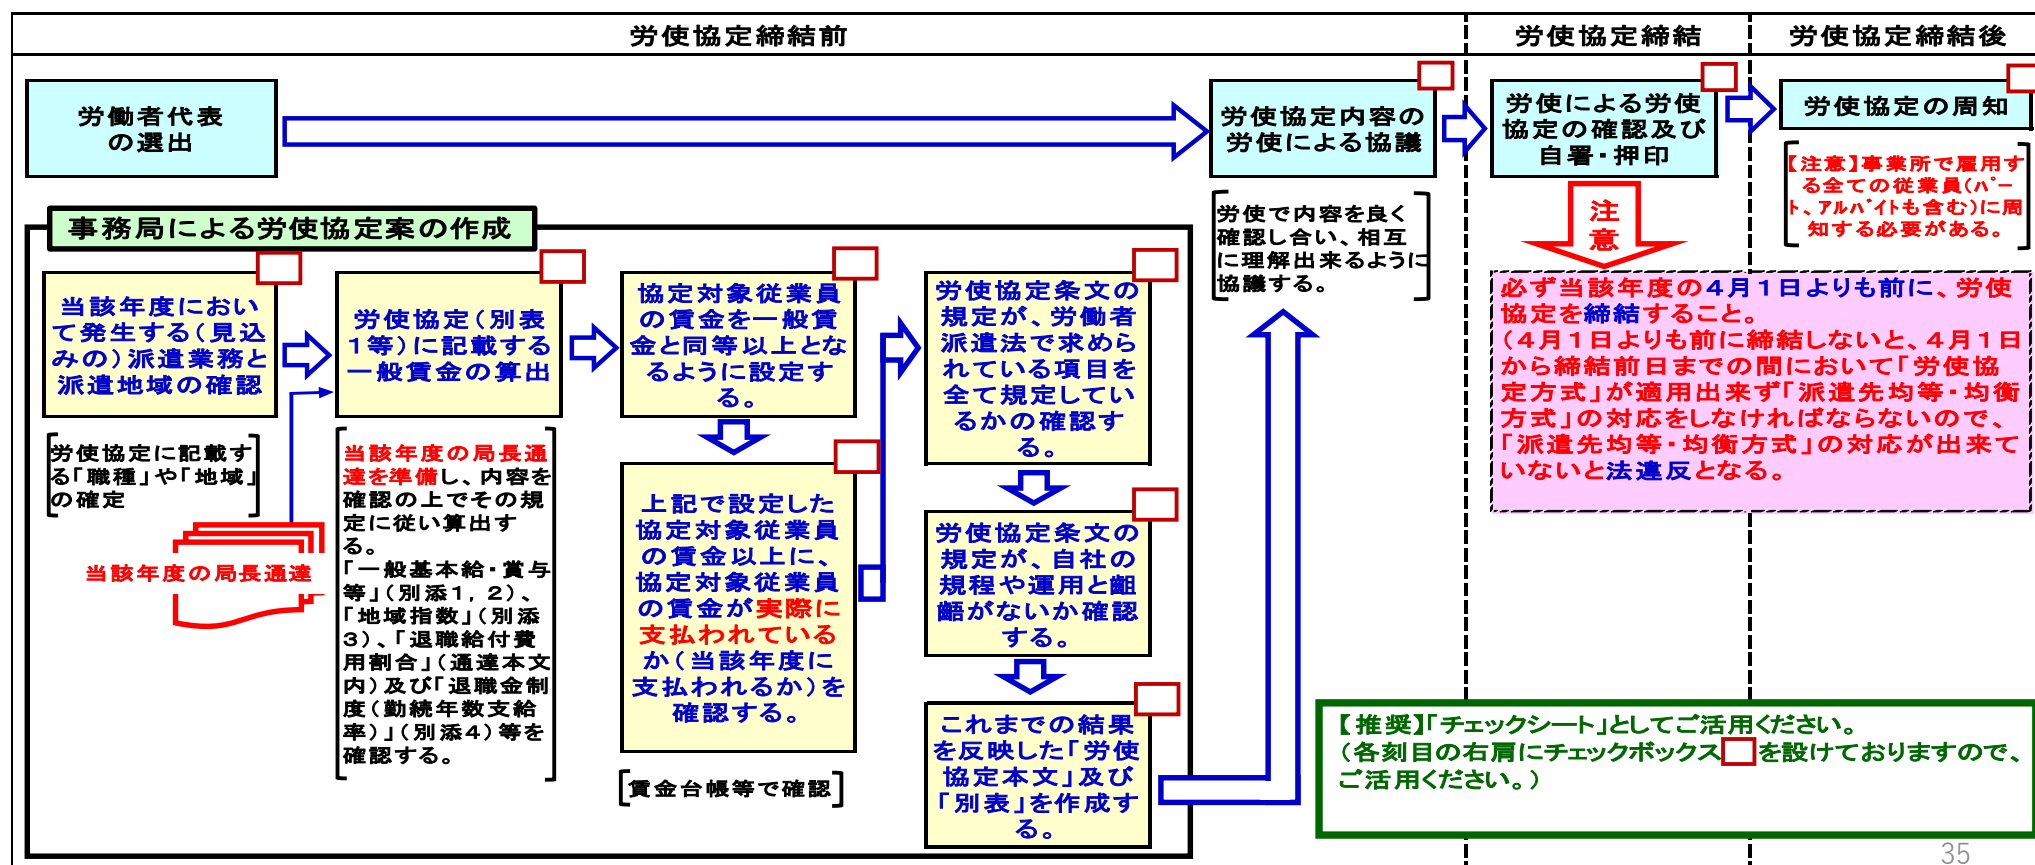 労使協定締結前
労使協定締結
労使協定締結後
労働者代表
の選出
労使協定内容の
労使による協議
労使による労使
協定の確認及び
自署・押印
労使協定の周知
【注意】事業所で雇用す
る全ての従業員(パー
ト、アルバイトも含む)に周
知する必要がある。
労使で内容を良く
確認し合い、相互
に理解出来るように
協議する。
注
意
必ず当該年度の4月1日よりも前に、労使
協定を締結すること。
(4月1日よりも前に締結しないと、4月1日
から締結前日までの間において「労使協
定方式」が適用出来ず「派遣先均等・均衡
方式」の対応をしなければならないので、
「派遣先均等・均衡方式」の対応が出来て
いないと法違反となる。
事務局による労使協定案の作成
当該年度におい
て発生する(見込
みの)派遣業務と
派遣地域の確認
労使協定に記載す
る「職種」や「地域」
の確定
当該年度の局長通達
労使協定(別表
1等)に記載する
一般賃金の算出
当該年度の局長通
達を準備し、内容を
確認の上でその規
定に従い算出す
る。
「一般基本給・賞与
等」(別添1,2)、
「地域指数」(別添
3)、「退職給付費
用割合」(通達本文
内)及び「退職金制
度(勤続年数支給
率)」(別添4)等を
確認する。
協定対象従業員
の賃金を一般賃
金と同等以上とな
るように設定す
る。
上記で設定した
協定対象従業員
の賃金以上に、
協定対象従業員
の賃金が実際に
支払われている
か(当該年度に
支払われるか)を
確認する。
賃金台帳等で確認
労使協定条文の
規定が、労働者
派遣法で求めら
れている項目を
全て規定してい
るかの確認す
る。
労使協定条文の
規定が、自社の
規程や運用と齟
齬がないか確認
する。
これまでの結果
を反映した「労使
協定本文」及び
「別表」を作成す
る。
【推奨】「チェックシート」としてご活用ください。
(各刻目の右肩にチェックボックス□を設けておりますので、
ご活用ください。)
35